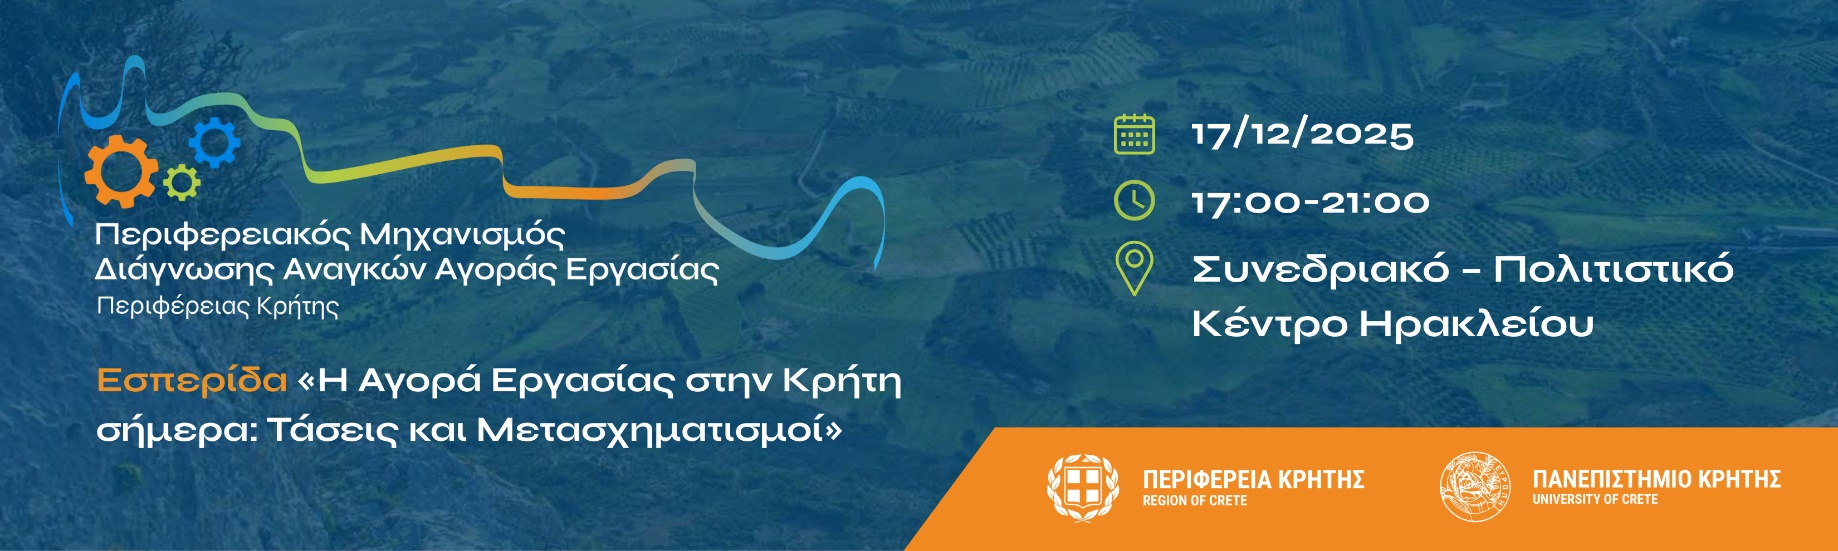 Περιφερειακός Μηχανισμός
Διάγνωσης Αναγκών Αγοράς Εργασίας
Περιφέρειας Κρήτης
Εσπερίδα «Η Αγορά Εργασίας στην Κρήτη
σήμερα: Τάσεις και Μετασχηματισμοί»
17/12/2025
17:00-21:00
Συνεδριακό – Πολιτιστικό
Κέντρο Ηρακλείου
ΠΕΡΙΦΕΡΕΙΑ ΚΡΗΤΗΣ
REGION OF CRETE
ΠΑΝΕΠΙΣΤΗΜΙΟ ΚΡΗΤΗΣ
UNIVERSITY OF CRETE